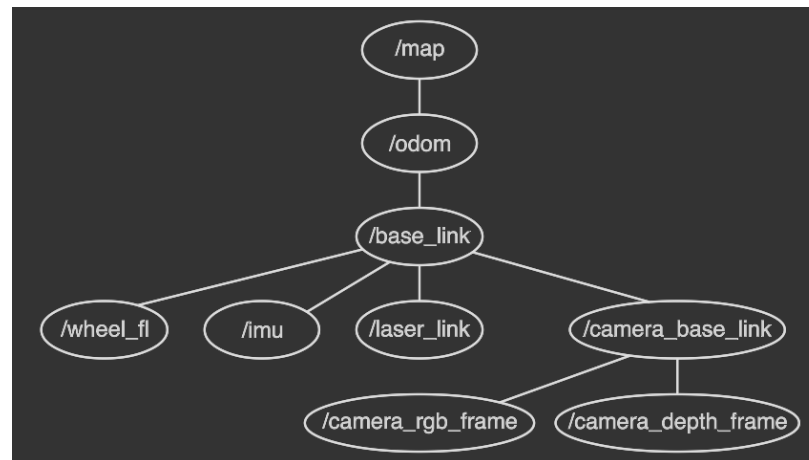 /map
/odom
/base_link
/wheel_fl
/imu
/laser_link
/camera_base_link
/camera_rgb_frame
/camera_depth_frame